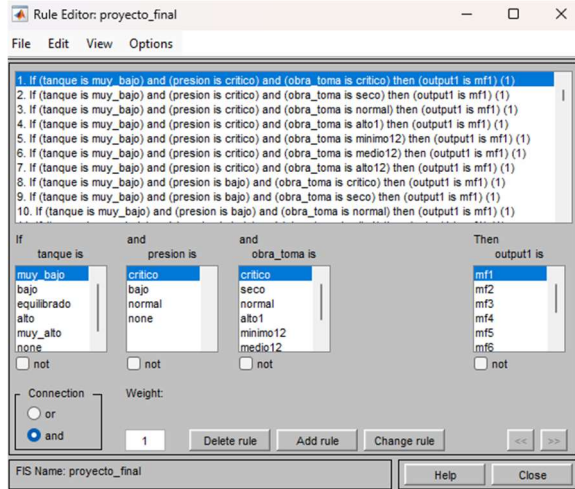 Rule Editor: proyecto_final
File Edit View Options
1. If (tanque is muy_bajo) and (presion is critico) and (obra_toma is critico) then (output1 is mf1) (1)
2. If (tanque is muy_bajo) and (presion is critico) and (obra_toma is seco) then (output1 is mf1) (1)
3. If (tanque is muy_bajo) and (presion is critico) and (obra_toma is normal) then (output1 is mf1) (1)
4. If (tanque is muy_bajo) and (presion is critico) and (obra_toma is alto1) then (output1 is mf1) (1)
5. If (tanque is muy_bajo) and (presion is critico) and (obra_toma is minimo12) then (output1 is mf1) (1)
6. If (tanque is muy_bajo) and (presion is critico) and (obra_toma is medio12) then (output1 is mf1) (1)
7. If (tanque is muy_bajo) and (presion is critico) and (obra_toma is alto12) then (output1 is mf1) (1)
8. If (tanque is muy_bajo) and (presion is bajo) and (obra_toma is critico) then (output1 is mf1) (1)
9. If (tanque is muy_bajo) and (presion is bajo) and (obra_toma is seco) then (output1 is mf1) (1)
10. If (tanque is muy_bajo) and (presion is bajo) and (obra_toma is normal) then (output1 is mf1) (1)
If and and Then
tanque is presion is obra_toma is output1 is
muy_bajo critico critico mf1
bajo bajo seco mf2
equilibrado normal normal mf3
alto none alto1 mf4
muy_alto minimo12 mf5
none medio12 mf6
not not not not
Connection Weight:
or
and 1 Delete rule Add rule Change rule << >>
FIS Name: proyecto_final Help Close